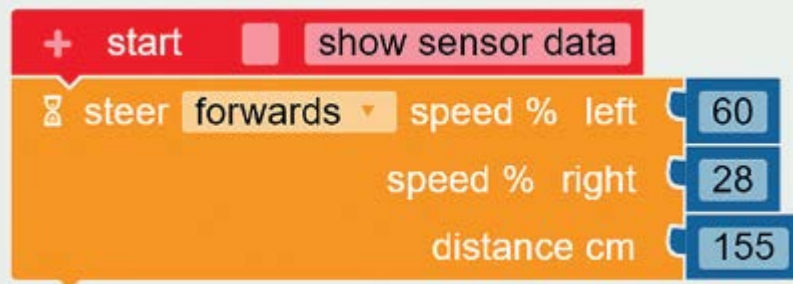 + start show sensor data
steer forwards speed % left 60
speed % right 28
distance cm 155